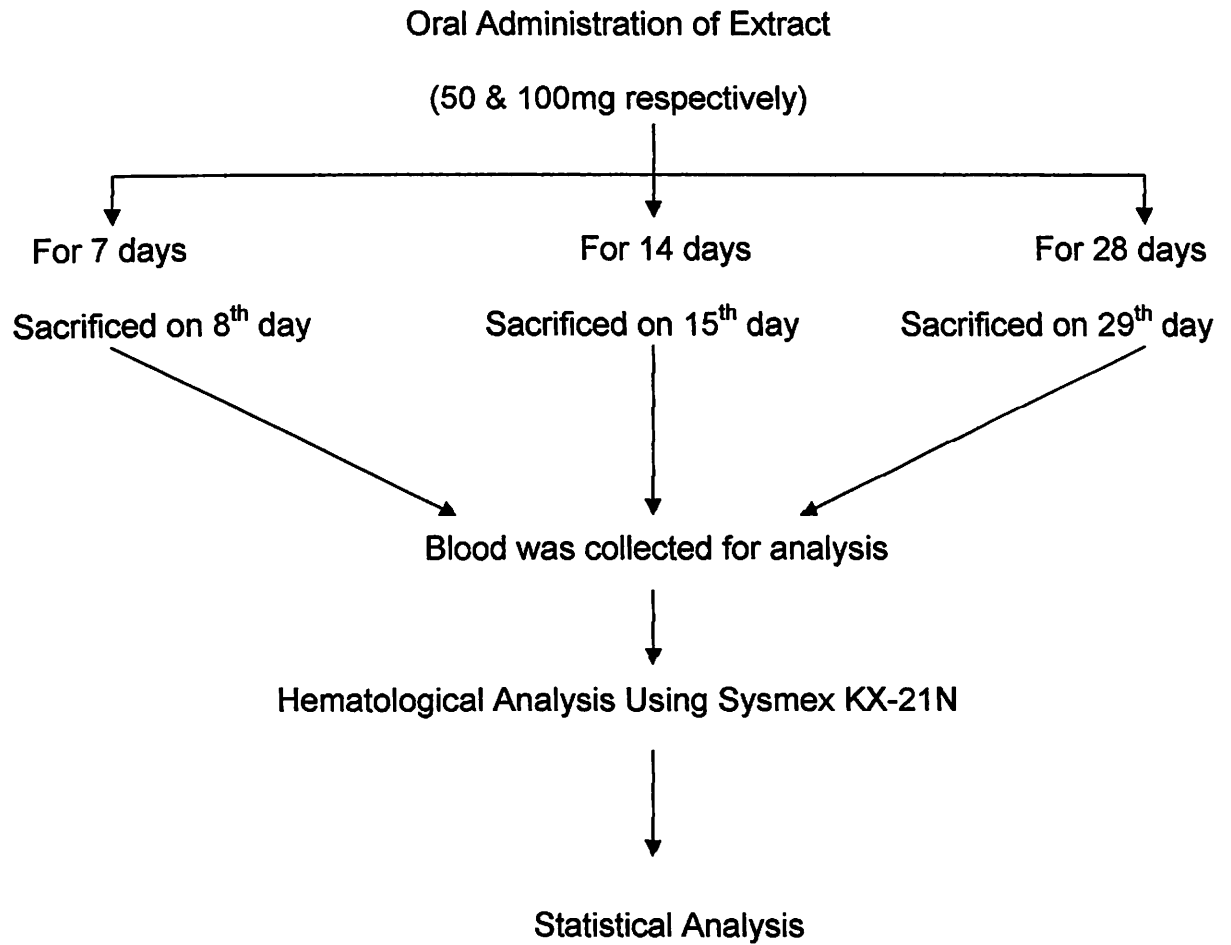 Oral Administration of Extract
(50 & 100mg respectively)
For 7 days
For 14 days
For 28 days
Sacrificed on 8th day
Sacrificed on 15th day
Sacrificed on 29th day
Blood was collected for analysis
Hematological Analysis Using Sysmex KX-21N
Statistical Analysis